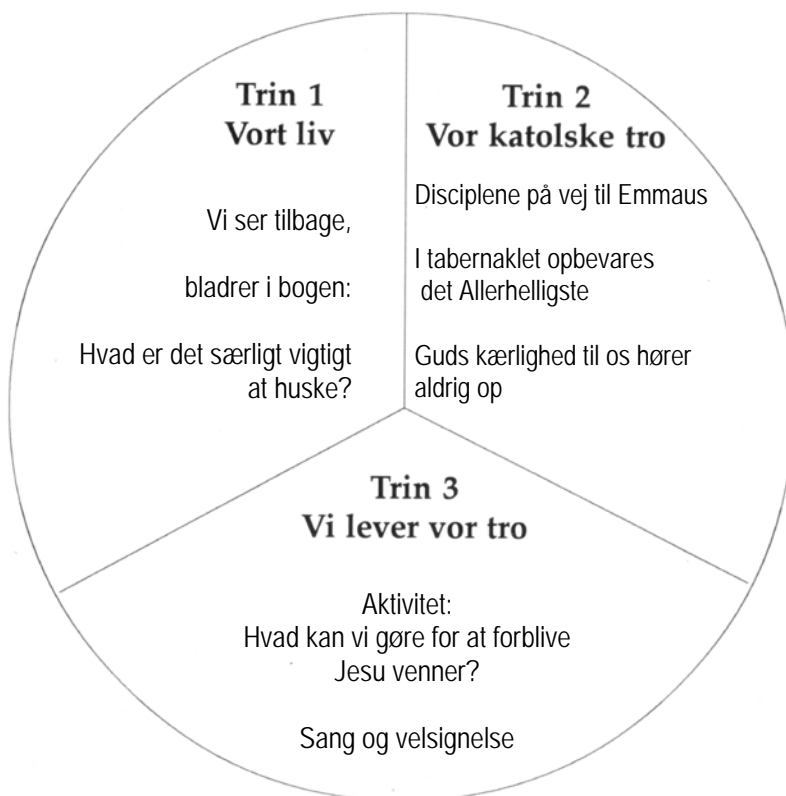 Trin 1
Vort liv
Vi ser tilbage,
bladrer i bogen:
Hvad er det særligt vigtigt
at huske?
Trin 2
Vor katolske tro
Disciplene på vej til Emmaus
I tabernaklet opbevares
det Allerhelligste
Guds kærlighed til os hører
aldrig op
Trin 3
Vi lever vor tro
Aktivitet:
Hvad kan vi gøre for at forblive
Jesu venner?
Sang og velsignelse